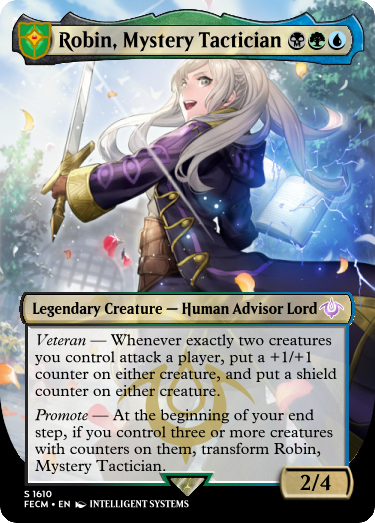 Robin, Mystery Tactician
Legendary Creature — Human Advisor Lord
Veteran — Whenever exactly two creatures
you control attack a player, put a +1/+1
counter on either creature, and put a shield
counter on either creature.
Promote — At the beginning of your end
step, if you control three or more creatures
with counters on them, transform Robin,
Mystery Tactician.
2/4
S 1610
FECM • EN INTELLIGENT SYSTEMS